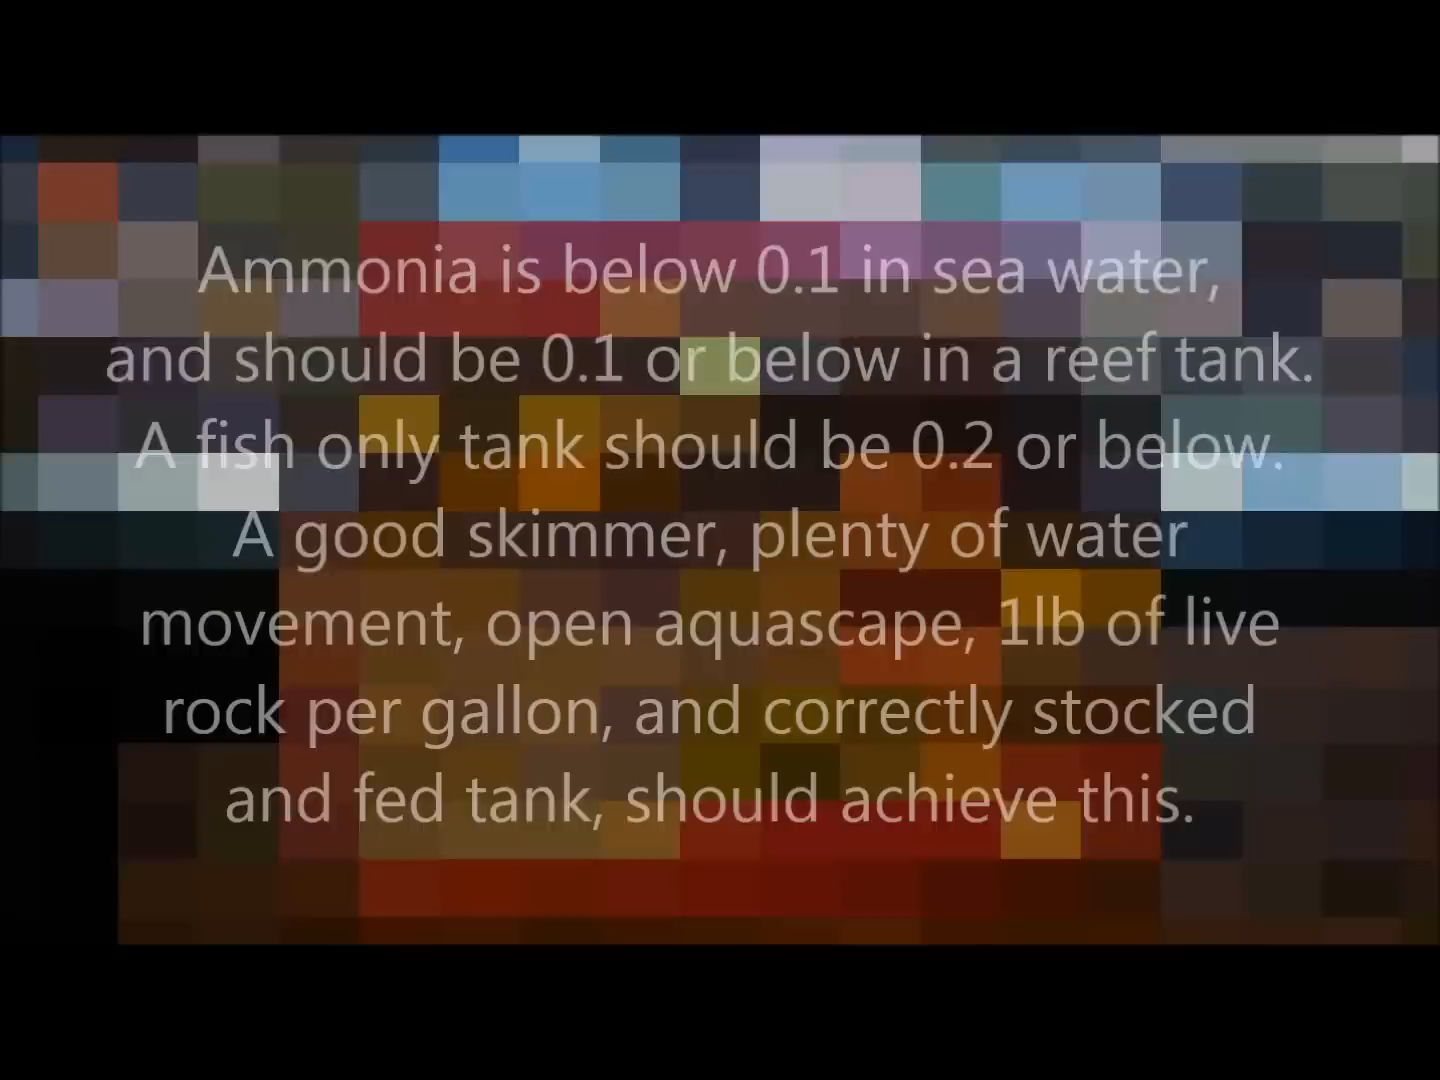 Ammonia is below 0.1 in sea water,
and should be 0.1 or below in a reef tank.
A fish only tank should be 0.2 or below.
A good skimmer, plenty of water
movement, open aquascape, 1lb of live
rock per gallon, and correctly stocked
and fed tank, should achieve this.